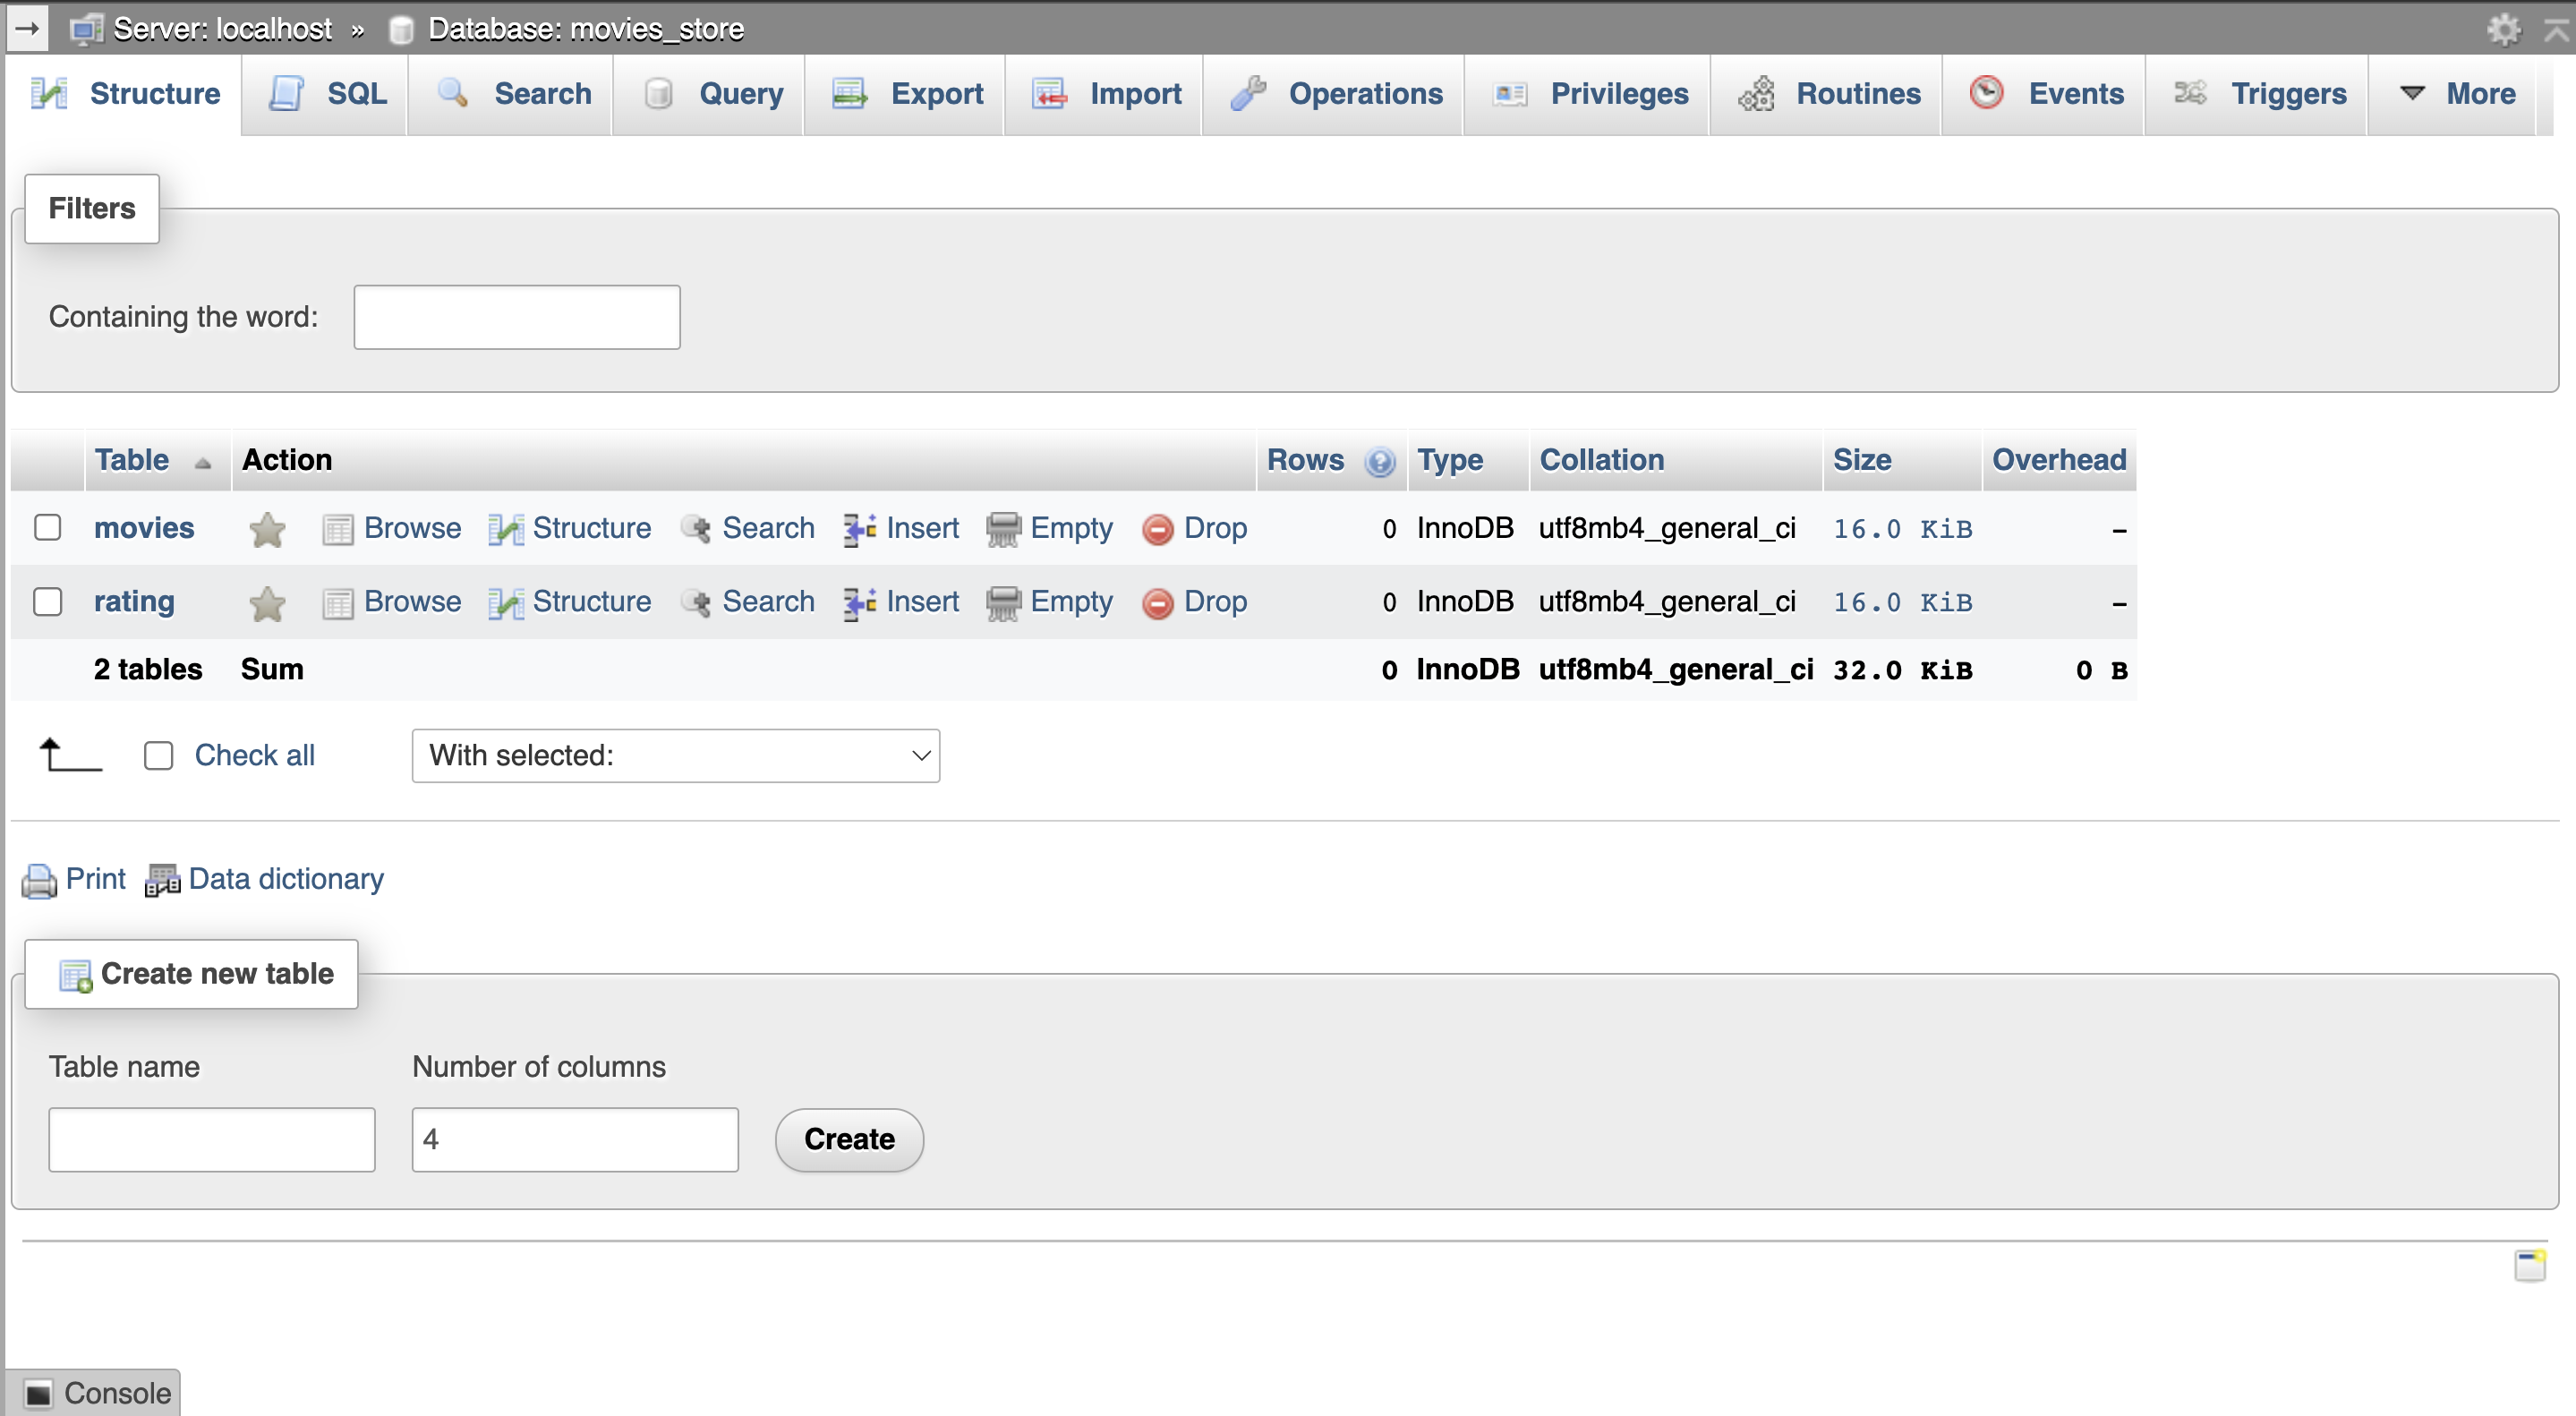 Server: localhost » Database: movies_store
Structure SQL Search Query Export Import Operations Privileges Routines Events Triggers More
Filters
Containing the word:
Table Action Rows Type Collation Size Overhead
movies Browse Structure Search Insert Empty Drop 0 InnoDB utf8mb4_general_ci 16.0 KiB –
rating Browse Structure Search Insert Empty Drop 0 InnoDB utf8mb4_general_ci 16.0 KiB –
2 tables Sum 0 InnoDB utf8mb4_general_ci 32.0 KiB 0 B
Check all With selected:
Print Data dictionary
Create new table
Table name Number of columns
4 Create
Console